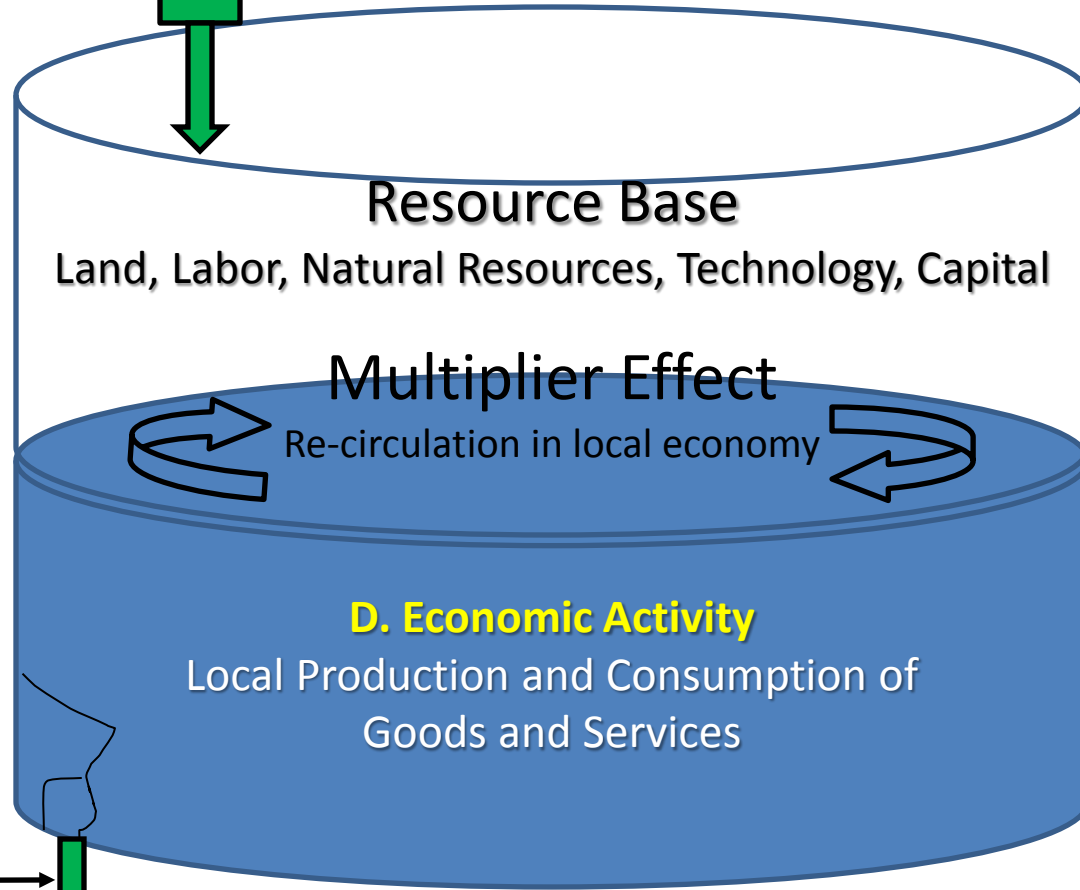 Resource Base
Land, Labor, Natural Resources, Technology, Capital
Multiplier Effect
Re-circulation in local economy
D. Economic Activity
Local Production and Consumption of
Goods and Services